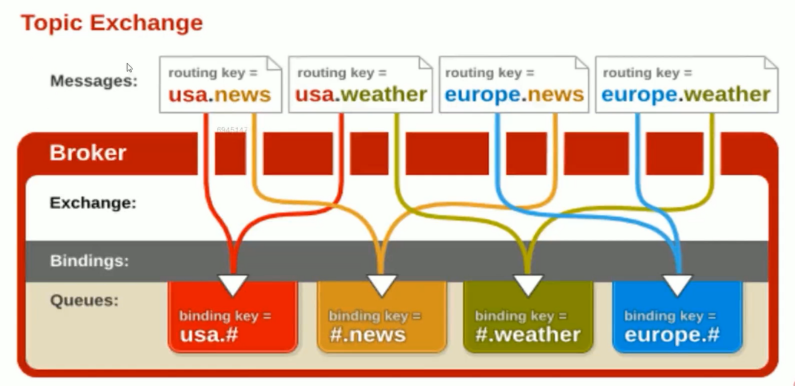 Topic Exchange
Messages:
routing key =
usa.news
routing key =
usa.weather
routing key =
europe.news
routing key =
europe.weather
Broker
Exchange:
Bindings:
Queues:
binding key =
usa.#
binding key =
#.news
binding key =
#.weather
binding key =
europe.#